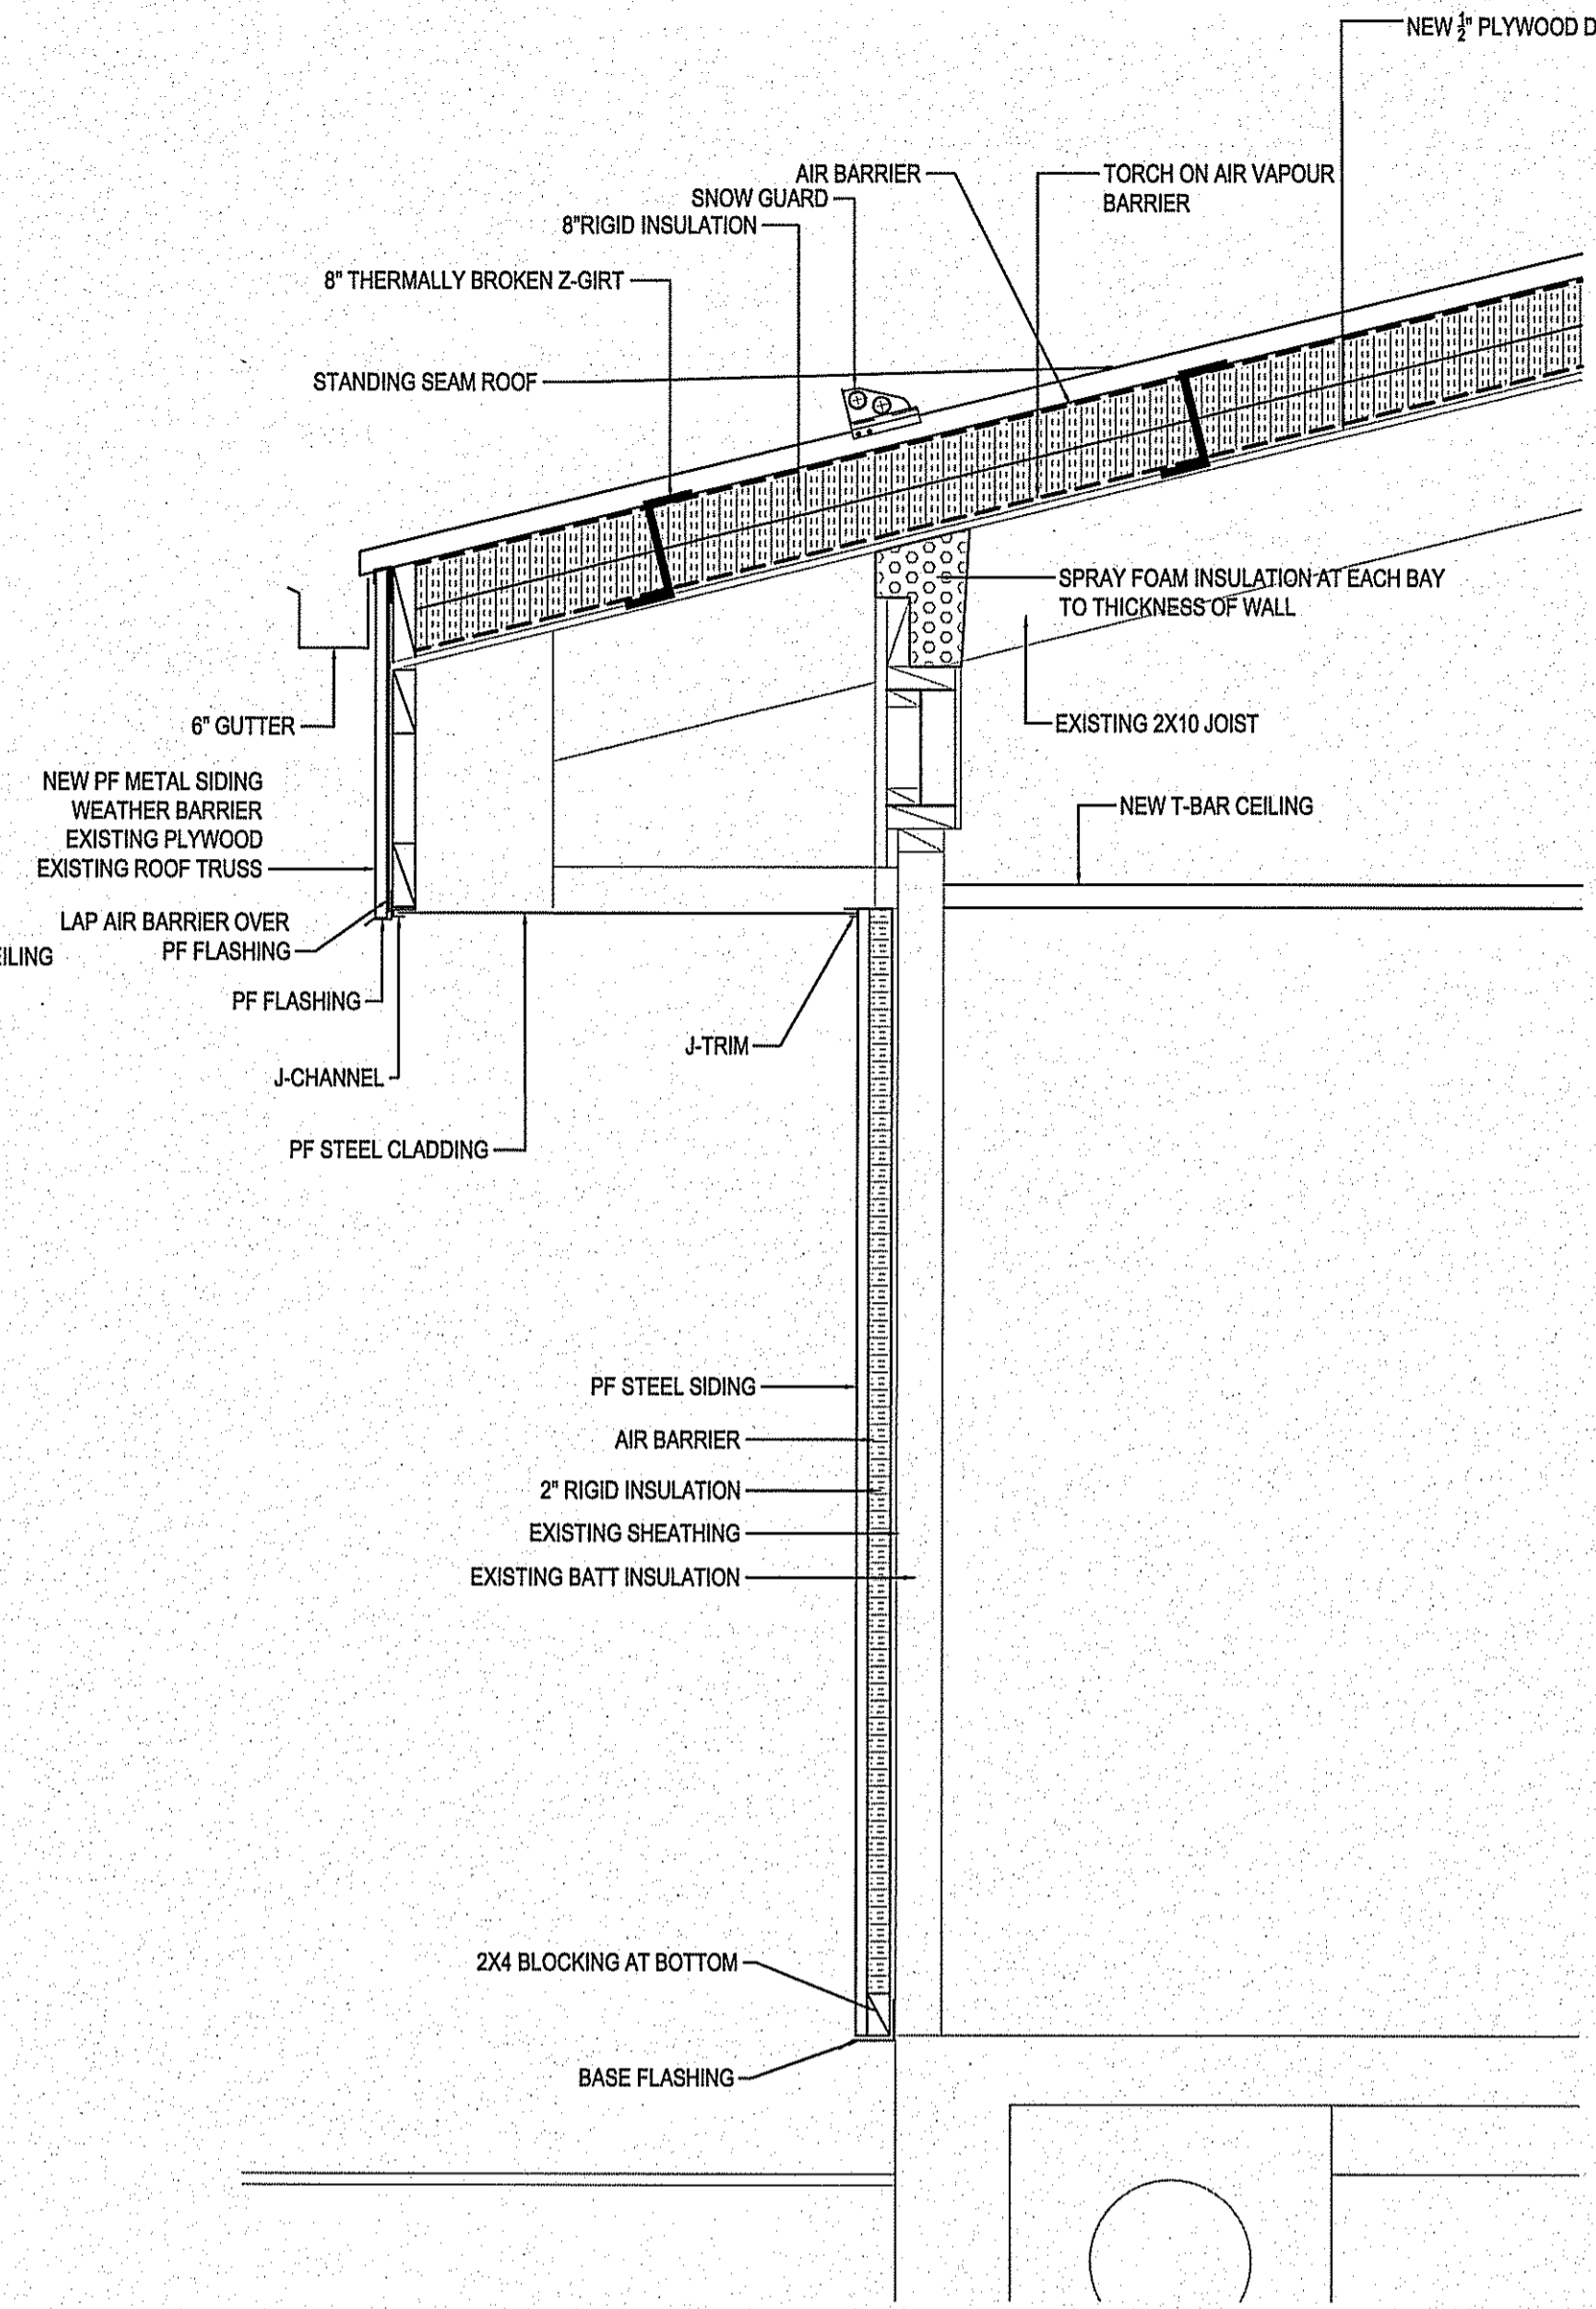 NEW ½" PLYWOOD D
AIR BARRIER
TORCH ON AIR VAPOUR
BARRIER
SNOW GUARD
8"RIGID INSULATION
8" THERMALLY BROKEN Z-GIRT
STANDING SEAM ROOF
SPRAY FOAM INSULATION AT EACH BAY
TO THICKNESS OF WALL
6" GUTTER
EXISTING 2X10 JOIST
NEW PF METAL SIDING
WEATHER BARRIER
EXISTING PLYWOOD
EXISTING ROOF TRUSS
NEW T-BAR CEILING
LAP AIR BARRIER OVER
PF FLASHING
EILING
PF FLASHING
J-TRIM
J-CHANNEL
PF STEEL CLADDING
PF STEEL SIDING
AIR BARRIER
2" RIGID INSULATION
EXISTING SHEATHING
EXISTING BATT INSULATION
2X4 BLOCKING AT BOTTOM
BASE FLASHING